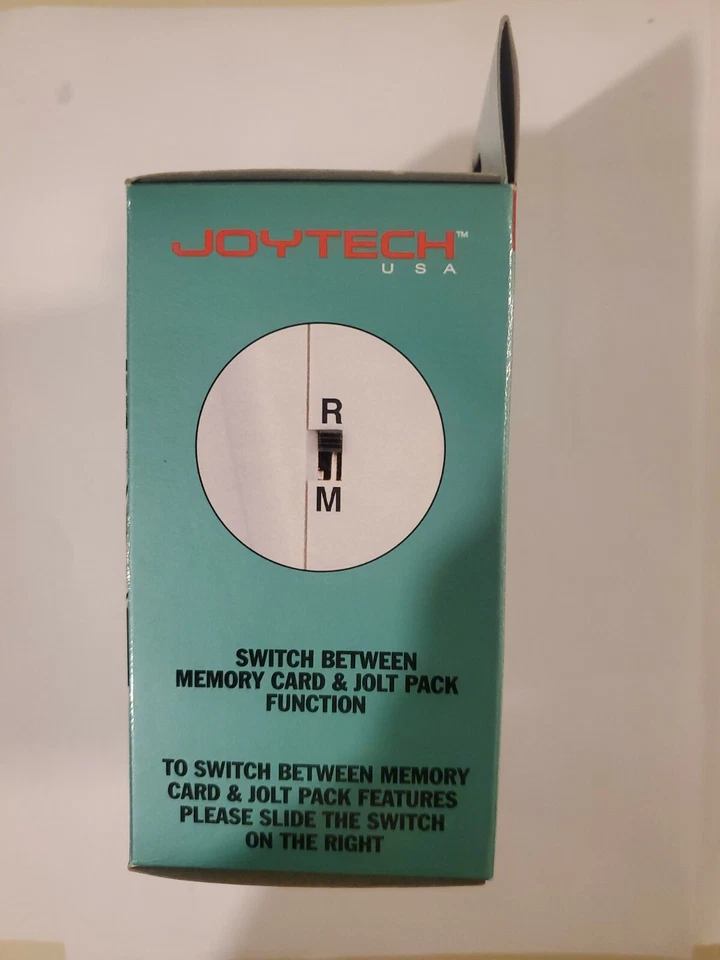 JOYTECH™
USA
R
M
SWITCH BETWEEN
MEMORY CARD & JOLT PACK
FUNCTION
TO SWITCH BETWEEN MEMORY
CARD & JOLT PACK FEATURES
PLEASE SLIDE THE SWITCH
ON THE RIGHT